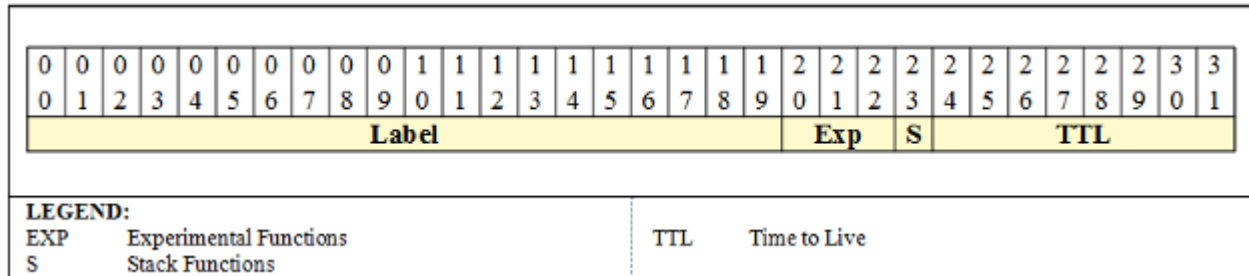 0 0 0 0 0 0 0 0 0 0 1 1 1 1 1 1 1 1 1 1 2 2 2 2 2 2 2 2 2 2 3 3
0 1 2 3 4 5 6 7 8 9 0 1 2 3 4 5 6 7 8 9 0 1 2 3 4 5 6 7 8 9 0 1
Label Exp S TTL
LEGEND:
EXP Experimental Functions TTL Time to Live
S Stack Functions